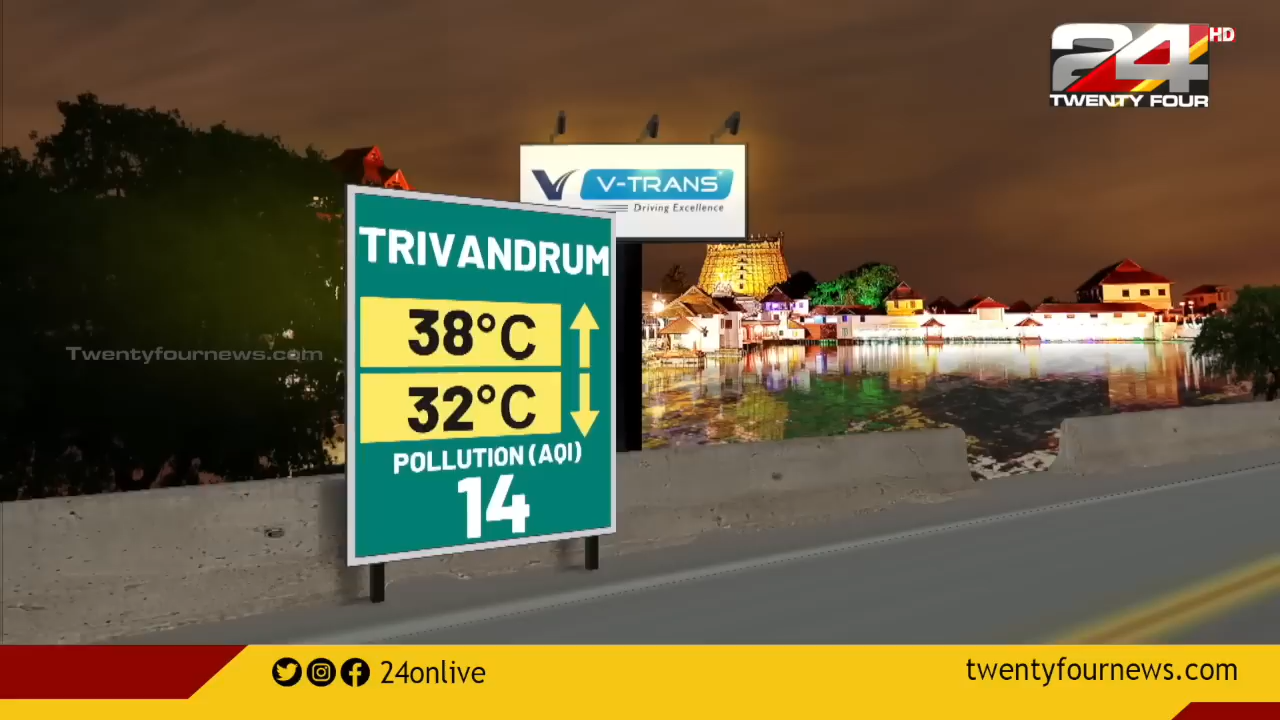 24 HD
TWENTY FOUR
V-TRANS
Driving Excellence
TRIVANDRUM
38°C
32°C
POLLUTION (AQI)
14
Twentyfournews.com
24onlive
twentyfournews.com